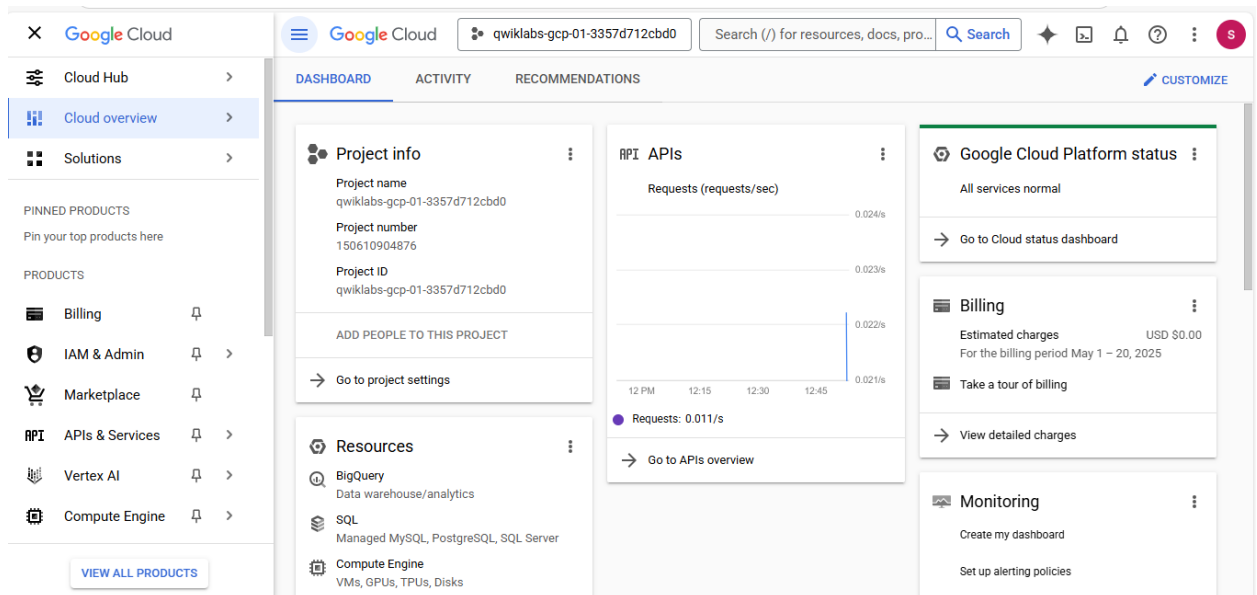 Google Cloud
Cloud Hub
Cloud overview
Solutions
PINNED PRODUCTS
Pin your top products here
PRODUCTS
Billing
IAM & Admin
Marketplace
API APIs & Services
Vertex AI
Compute Engine
VIEW ALL PRODUCTS
Google Cloud
qwiklabs-gcp-01-3357d712cbd0
Search (/) for resources, docs, pro...
Search
S
DASHBOARD
ACTIVITY
RECOMMENDATIONS
CUSTOMIZE
Project info
Project name
qwiklabs-gcp-01-3357d712cbd0
Project number
150610904876
Project ID
qwiklabs-gcp-01-3357d712cbd0
ADD PEOPLE TO THIS PROJECT
Go to project settings
Resources
BigQuery
Data warehouse/analytics
SQL
Managed MySQL, PostgreSQL, SQL Server
Compute Engine
VMs, GPUs, TPUs, Disks
API APIs
Requests (requests/sec)
0.024/s
0.023/s
0.022/s
0.021/s
12 PM 12:15 12:30 12:45
Requests: 0.011/s
Go to APIs overview
Google Cloud Platform status
All services normal
Go to Cloud status dashboard
Billing
Estimated charges USD $0.00
For the billing period May 1 – 20, 2025
Take a tour of billing
View detailed charges
Monitoring
Create my dashboard
Set up alerting policies